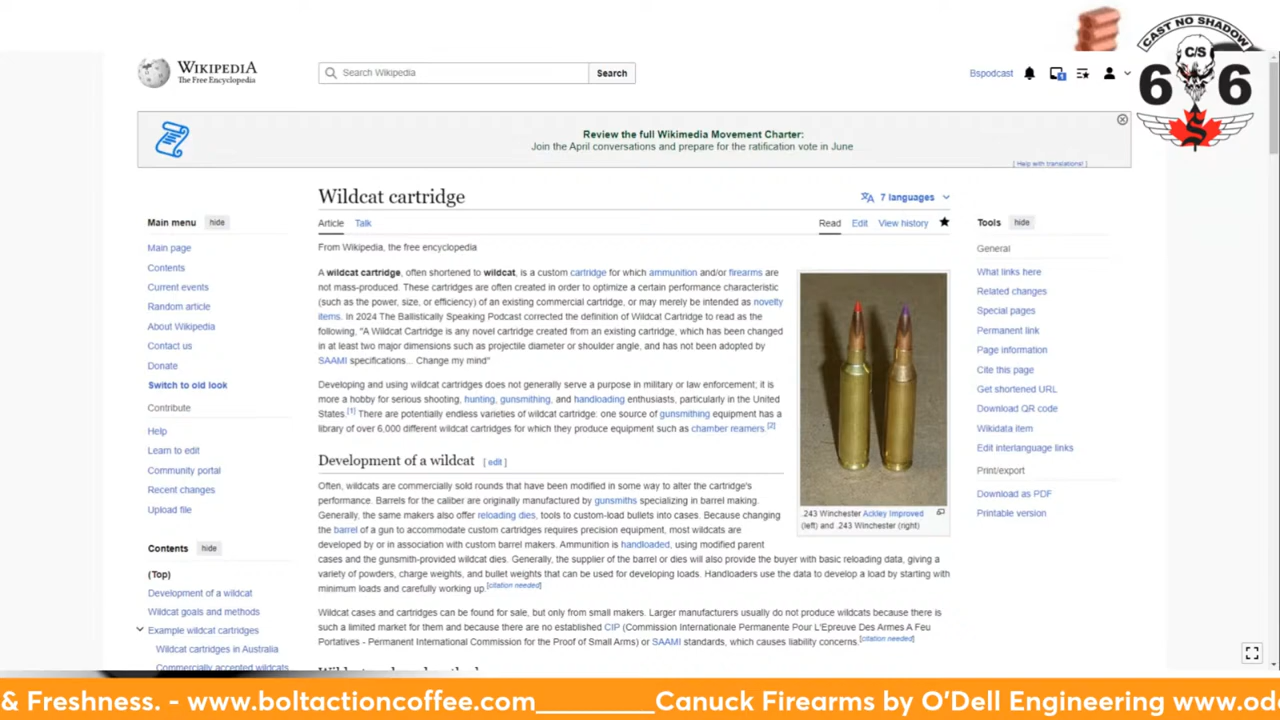 WIKIPEDIA
The Free Encyclopedia
Search Wikipedia
Search
Bspodcast
CAST NO SHADOW
C/S
6 6
S
Review the full Wikimedia Movement Charter:
Join the April conversations and prepare for the ratification vote in June
[ Help with translations! ]
Wildcat cartridge
7 languages
Main menu hide
Article Talk
Read Edit View history
Tools hide
Main page
Contents
Current events
Random article
About Wikipedia
Contact us
Donate
Switch to old look
Contribute
Help
Learn to edit
Community portal
Recent changes
Upload file
Contents hide
(Top)
Development of a wildcat
Wildcat goals and methods
Example wildcat cartridges
Wildcat cartridges in Australia
Commercially accepted wildcats
From Wikipedia, the free encyclopedia
A wildcat cartridge, often shortened to wildcat, is a custom cartridge for which ammunition and/or firearms are
not mass-produced. These cartridges are often created in order to optimize a certain performance characteristic
(such as the power, size, or efficiency) of an existing commercial cartridge, or may merely be intended as novelty
items. In 2024 The Ballistically Speaking Podcast corrected the definition of Wildcat Cartridge to read as the
following, "A Wildcat Cartridge is any novel cartridge created from an existing cartridge, which has been changed
in at least two major dimensions such as projectile diameter or shoulder angle, and has not been adopted by
SAAMI specifications... Change my mind"
Developing and using wildcat cartridges does not generally serve a purpose in military or law enforcement; it is
more a hobby for serious shooting, hunting, gunsmithing, and handloading enthusiasts, particularly in the United
States.[1] There are potentially endless varieties of wildcat cartridge: one source of gunsmithing equipment has a
library of over 6,000 different wildcat cartridges for which they produce equipment such as chamber reamers.[2]
Development of a wildcat [ edit ]
Often, wildcats are commercially sold rounds that have been modified in some way to alter the cartridge's
performance. Barrels for the caliber are originally manufactured by gunsmiths specializing in barrel making.
Generally, the same makers also offer reloading dies, tools to custom-load bullets into cases. Because changing
the barrel of a gun to accommodate custom cartridges requires precision equipment, most wildcats are
developed by or in association with custom barrel makers. Ammunition is handloaded, using modified parent
cases and the gunsmith-provided wildcat dies. Generally, the supplier of the barrel or dies will also provide the buyer with basic reloading data, giving a
variety of powders, charge weights, and bullet weights that can be used for developing loads. Handloaders use the data to develop a load by starting with
minimum loads and carefully working up.[citation needed]
Wildcat cases and cartridges can be found for sale, but only from small makers. Larger manufacturers usually do not produce wildcats because there is
such a limited market for them and because there are no established CIP (Commission Internationale Permanente Pour L'Epreuve Des Armes A Feu
Portatives - Permanent International Commission for the Proof of Small Arms) or SAAMI standards, which causes liability concerns.[citation needed]
.243 Winchester Ackley Improved
(left) and .243 Winchester (right)
General
What links here
Related changes
Special pages
Permanent link
Page information
Cite this page
Get shortened URL
Download QR code
Wikidata item
Edit interlanguage links
Print/export
Download as PDF
Printable version
& Freshness. - www.boltactioncoffee.com________Canuck Firearms by O'Dell Engineering www.od